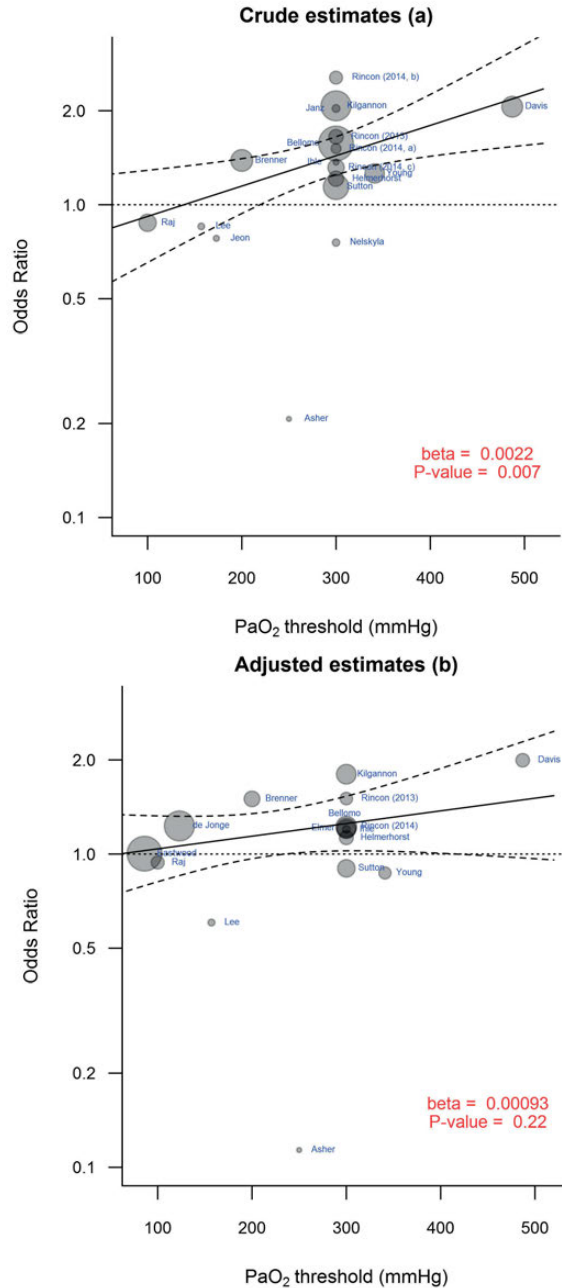 Crude estimates (a)
Odds Ratio
2.0
1.0
0.5
0.2
0.1
Rincon (2014, b)
Janz
Kilgannon
Davis
Bellomo
Rincon (2013)
Rincon (2014, a)
Brenner
Ihle
Rincon (2014, c)
Young
Helmerhorst
Sutton
Raj
Lee
Jeon
Nelskyla
Asher
beta = 0.0022
P-value = 0.007
100 200 300 400 500
PaO2 threshold (mmHg)
Adjusted estimates (b)
Odds Ratio
2.0
1.0
0.5
0.2
0.1
Davis
Kilgannon
Brenner
Rincon (2013)
Bellomo
de Jonge
Elmer
Rincon (2014)
Ihle
Helmerhorst
Eastwood
Raj
Sutton
Young
Lee
Asher
beta = 0.00093
P-value = 0.22
100 200 300 400 500
PaO2 threshold (mmHg)